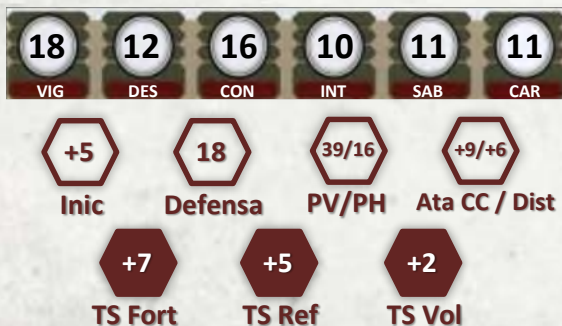 18 12 16 10 11 11
VIG DES CON INT SAB CAR
+5 18 39/16 +9/+6
Inic Defensa PV/PH Ata CC / Dist
+7 +5 +2
TS Fort TS Ref TS Vol